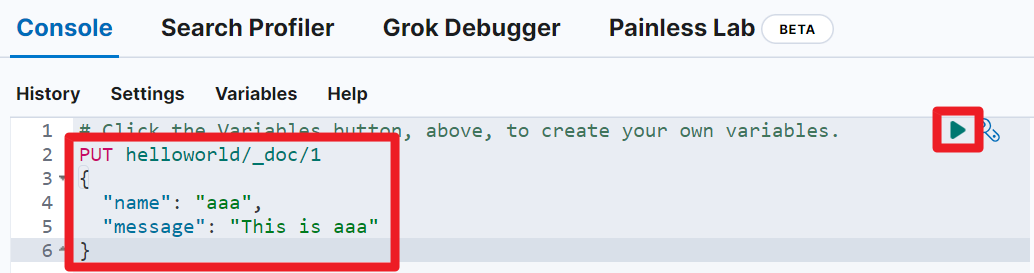 Console Search Profiler Grok Debugger Painless Lab BETA
History Settings Variables Help
1 # Click the Variables button, above, to create your own variables.
2 PUT helloworld/_doc/1
3 {
4 "name": "aaa",
5 "message": "This is aaa"
6 }